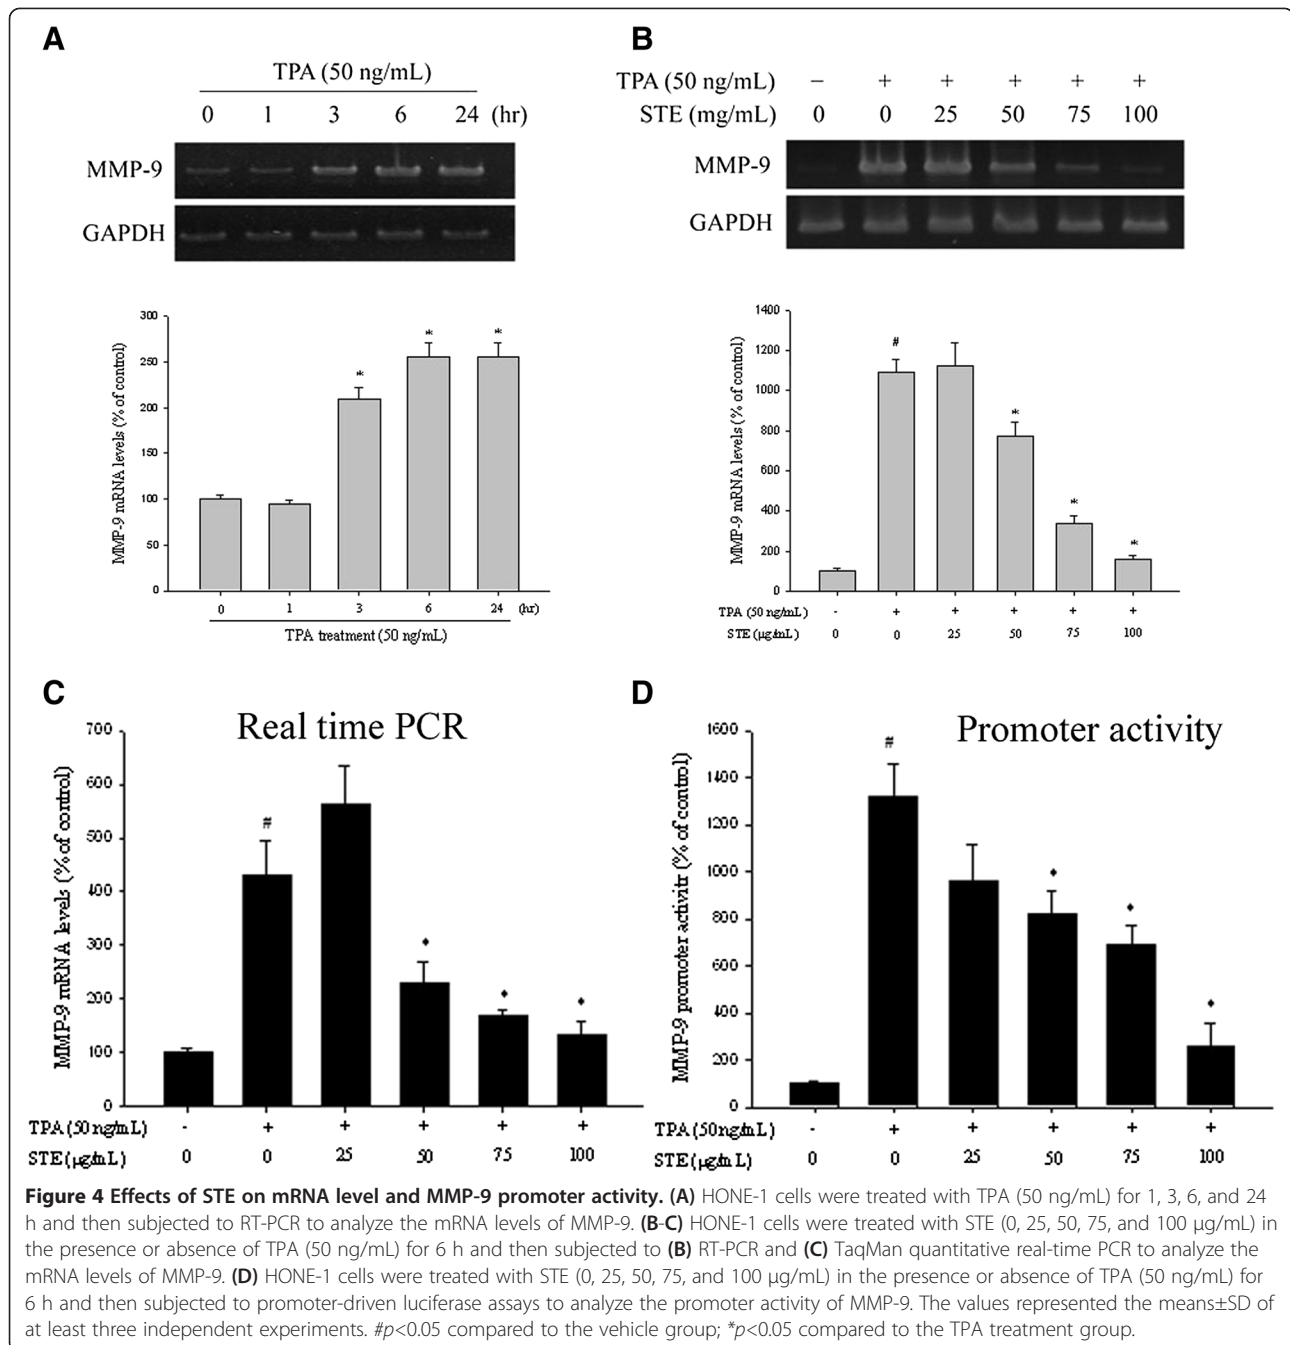 A
TPA (50 ng/mL)
0 1 3 6 24 (hr)
MMP-9
GAPDH
MMP-9 mRNA levels (% of control)
300
250
200
150
100
50
0
* * *
0 1 3 6 24 (hr)
TPA treatment (50 ng/mL)
B
TPA (50 ng/mL) − + + + + +
STE (mg/mL) 0 0 25 50 75 100
MMP-9
GAPDH
MMP-9 mRNA levels (% of control)
1400
1200
1000
800
600
400
200
0
# * * *
TPA (50 ng/mL) - + + + + +
STE (µg/mL) 0 0 25 50 75 100
C
Real time PCR
MMP-9 mRNA levels (% of control)
700
600
500
400
300
200
100
0
# * * *
TPA (50 ng/mL) - + + + + +
STE (µg/mL) 0 0 25 50 75 100
D
Promoter activity
MMP-9 promoter activitr (% of control)
1600
1400
1200
1000
800
600
400
200
0
# * * *
TPA (50ng/mL) - + + + + +
STE (µg/mL) 0 0 25 50 75 100
Figure 4 Effects of STE on mRNA level and MMP-9 promoter activity. (A) HONE-1 cells were treated with TPA (50 ng/mL) for 1, 3, 6, and 24
h and then subjected to RT-PCR to analyze the mRNA levels of MMP-9. (B-C) HONE-1 cells were treated with STE (0, 25, 50, 75, and 100 µg/mL) in
the presence or absence of TPA (50 ng/mL) for 6 h and then subjected to (B) RT-PCR and (C) TaqMan quantitative real-time PCR to analyze the
mRNA levels of MMP-9. (D) HONE-1 cells were treated with STE (0, 25, 50, 75, and 100 µg/mL) in the presence or absence of TPA (50 ng/mL) for
6 h and then subjected to promoter-driven luciferase assays to analyze the promoter activity of MMP-9. The values represented the means±SD of
at least three independent experiments. #p<0.05 compared to the vehicle group; *p<0.05 compared to the TPA treatment group.